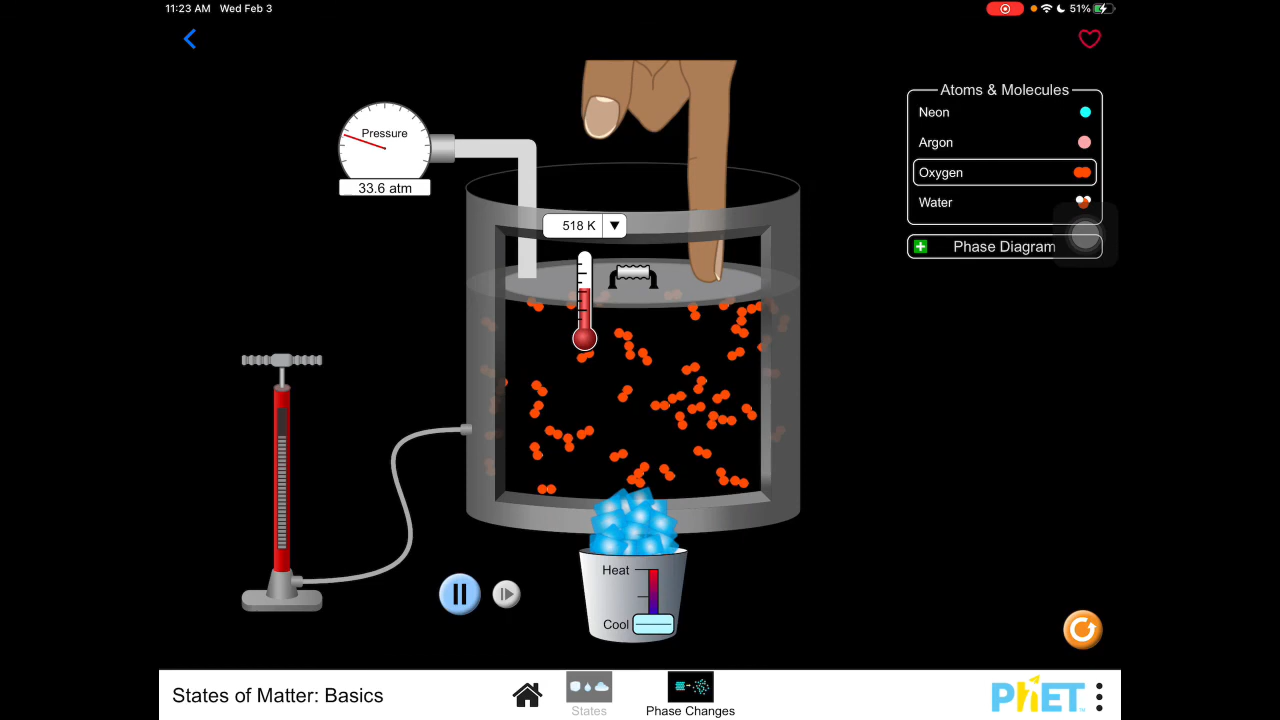 11:23 AM Wed Feb 3
51%
Atoms & Molecules
Neon
Argon
Oxygen
Water
Phase Diagram
Pressure
33.6 atm
518 K
Heat
Cool
States of Matter: Basics
States
Phase Changes
PhET